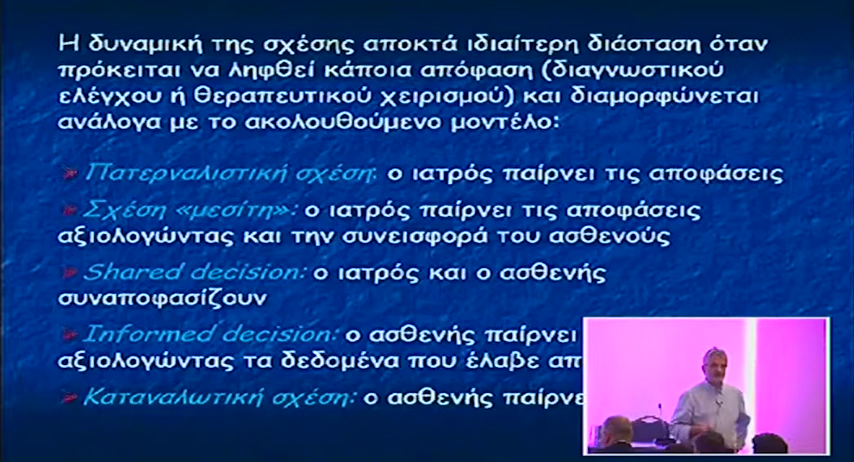 Η δυναμική της σχέσης αποκτά ιδιαίτερη διάσταση όταν
πρόκειται να ληφθεί κάποια απόφαση (διαγνωστικού
ελέγχου ή θεραπευτικού χειρισμού) και διαμορφώνεται
ανάλογα με το ακολουθούμενο μοντέλο:
Πατερναλιστική σχέση: ο ιατρός παίρνει τις αποφάσεις
Σχέση «μεσίτη»: ο ιατρός παίρνει τις αποφάσεις
αξιολογώντας και την συνεισφορά του ασθενούς
Shared decision: ο ιατρός και ο ασθενής
συναποφασίζουν
Informed decision: ο ασθενής παίρνει
αξιολογώντας τα δεδομένα που έλαβε
Καταναλωτική σχέση: ο ασθενής